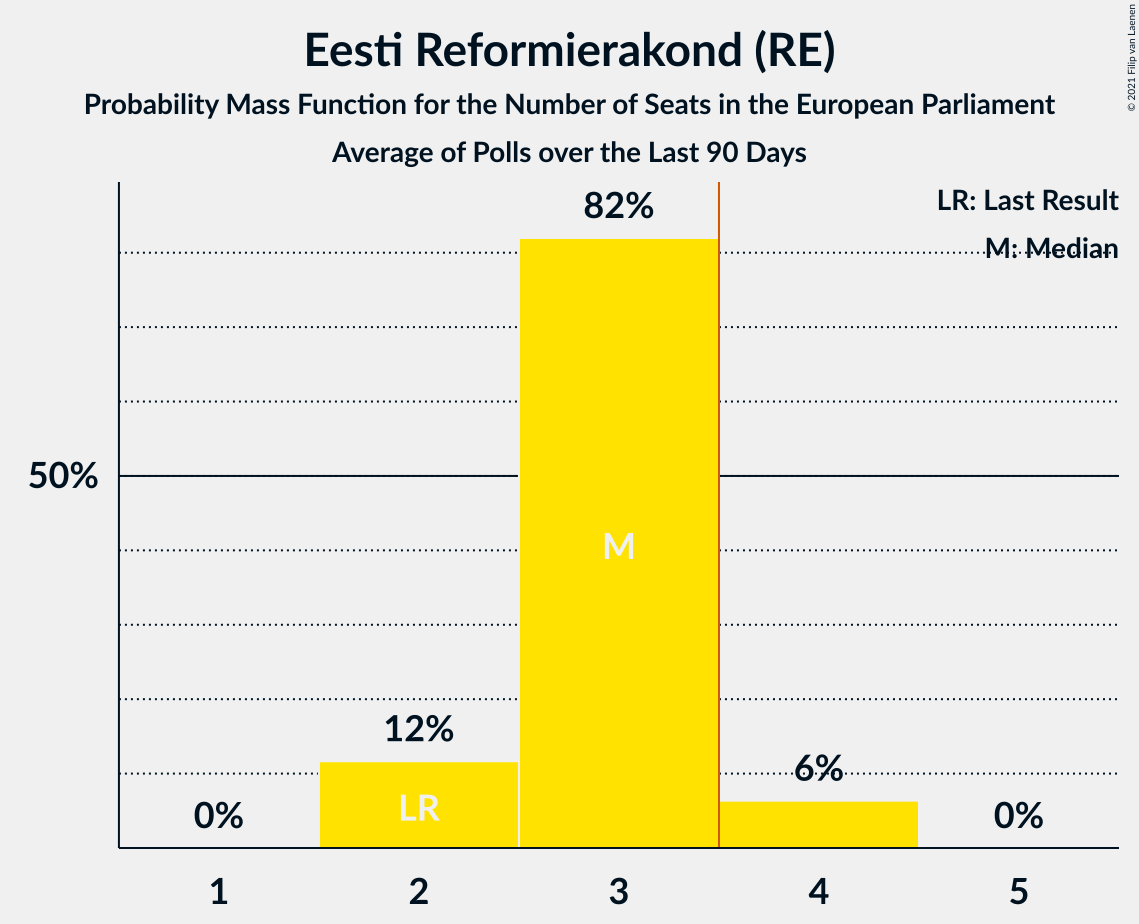 Eesti Reformierakond (RE)
Probability Mass Function for the Number of Seats in the European Parliament
Average of Polls over the Last 90 Days
© 2021 Filip van Laenen
LR: Last Result
M: Median
82%
50%
M
12%
LR
6%
0%
0%
1 2 3 4 5